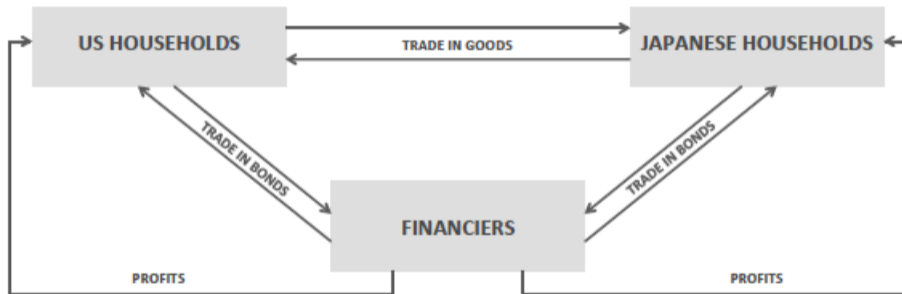 US HOUSEHOLDS
TRADE IN GOODS
JAPANESE HOUSEHOLDS
TRADE IN BONDS
TRADE IN BONDS
FINANCIERS
PROFITS
PROFITS